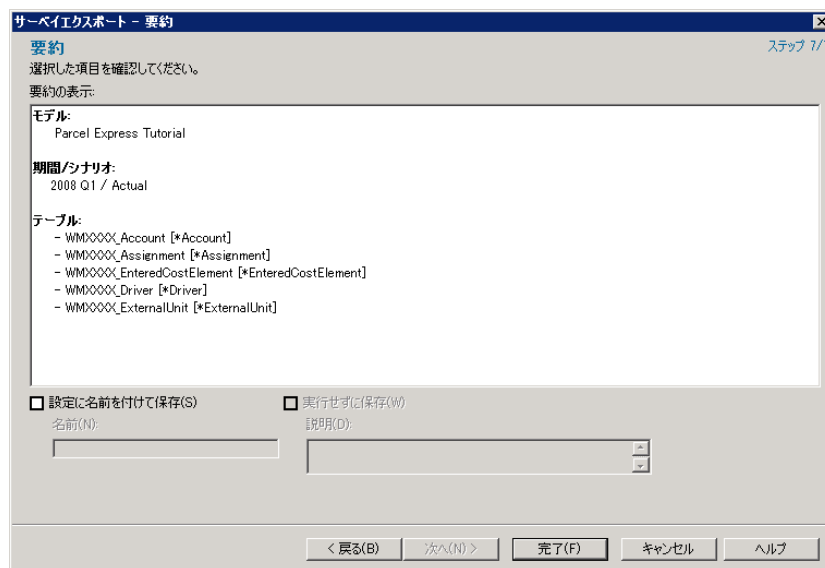 サーベイエクスポート - 要約
要約
ステップ 7/
選択した項目を確認してください。
要約の表示:
モデル:
Parcel Express Tutorial
期間/シナリオ:
2008 Q1 / Actual
テーブル:
- WMXXXX_Account [*Account]
- WMXXXX_Assignment [*Assignment]
- WMXXXX_EnteredCostElement [*EnteredCostElement]
- WMXXXX_Driver [*Driver]
- WMXXXX_ExternalUnit [*ExternalUnit]
設定に名前を付けて保存(S)
実行せずに保存(W)
名前(N):
説明(D):
< 戻る(B)
次へ(N) >
完了(F)
キャンセル
ヘルプ